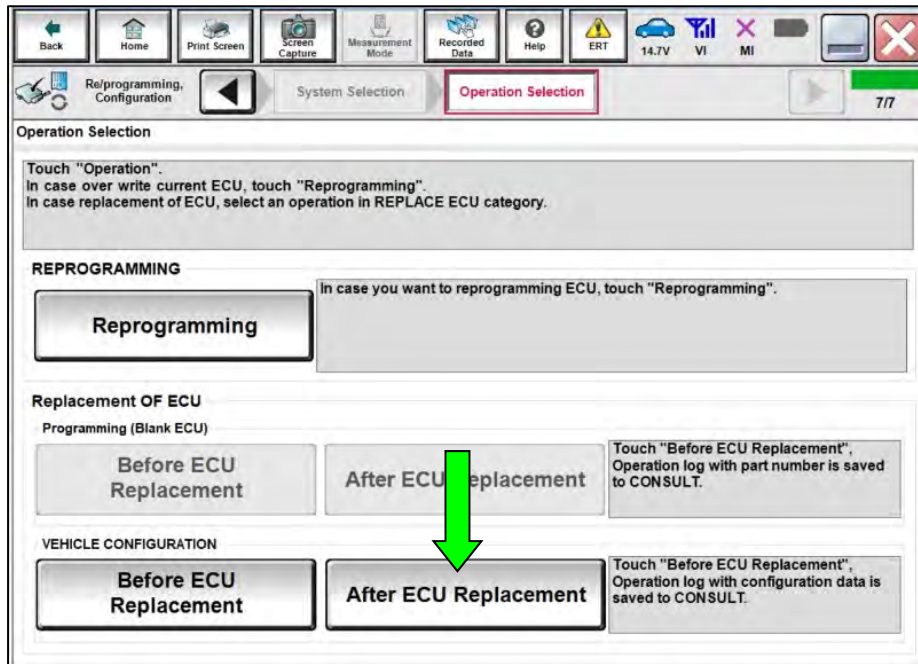 Back
Home
Print Screen
Screen
Capture
Measurement
Mode
Recorded
Data
Help
ERT
14.7V
VI
MI
Re/programming,
Configuration
System Selection
Operation Selection
7/7
Operation Selection
Touch "Operation".
In case over write current ECU, touch "Reprogramming".
In case replacement of ECU, select an operation in REPLACE ECU category.
REPROGRAMMING
Reprogramming
In case you want to reprogramming ECU, touch "Reprogramming".
Replacement OF ECU
Programming (Blank ECU)
Before ECU
Replacement
After ECU Replacement
Touch "Before ECU Replacement",
Operation log with part number is saved
to CONSULT.
VEHICLE CONFIGURATION
Before ECU
Replacement
After ECU Replacement
Touch "Before ECU Replacement",
Operation log with configuration data is
saved to CONSULT.